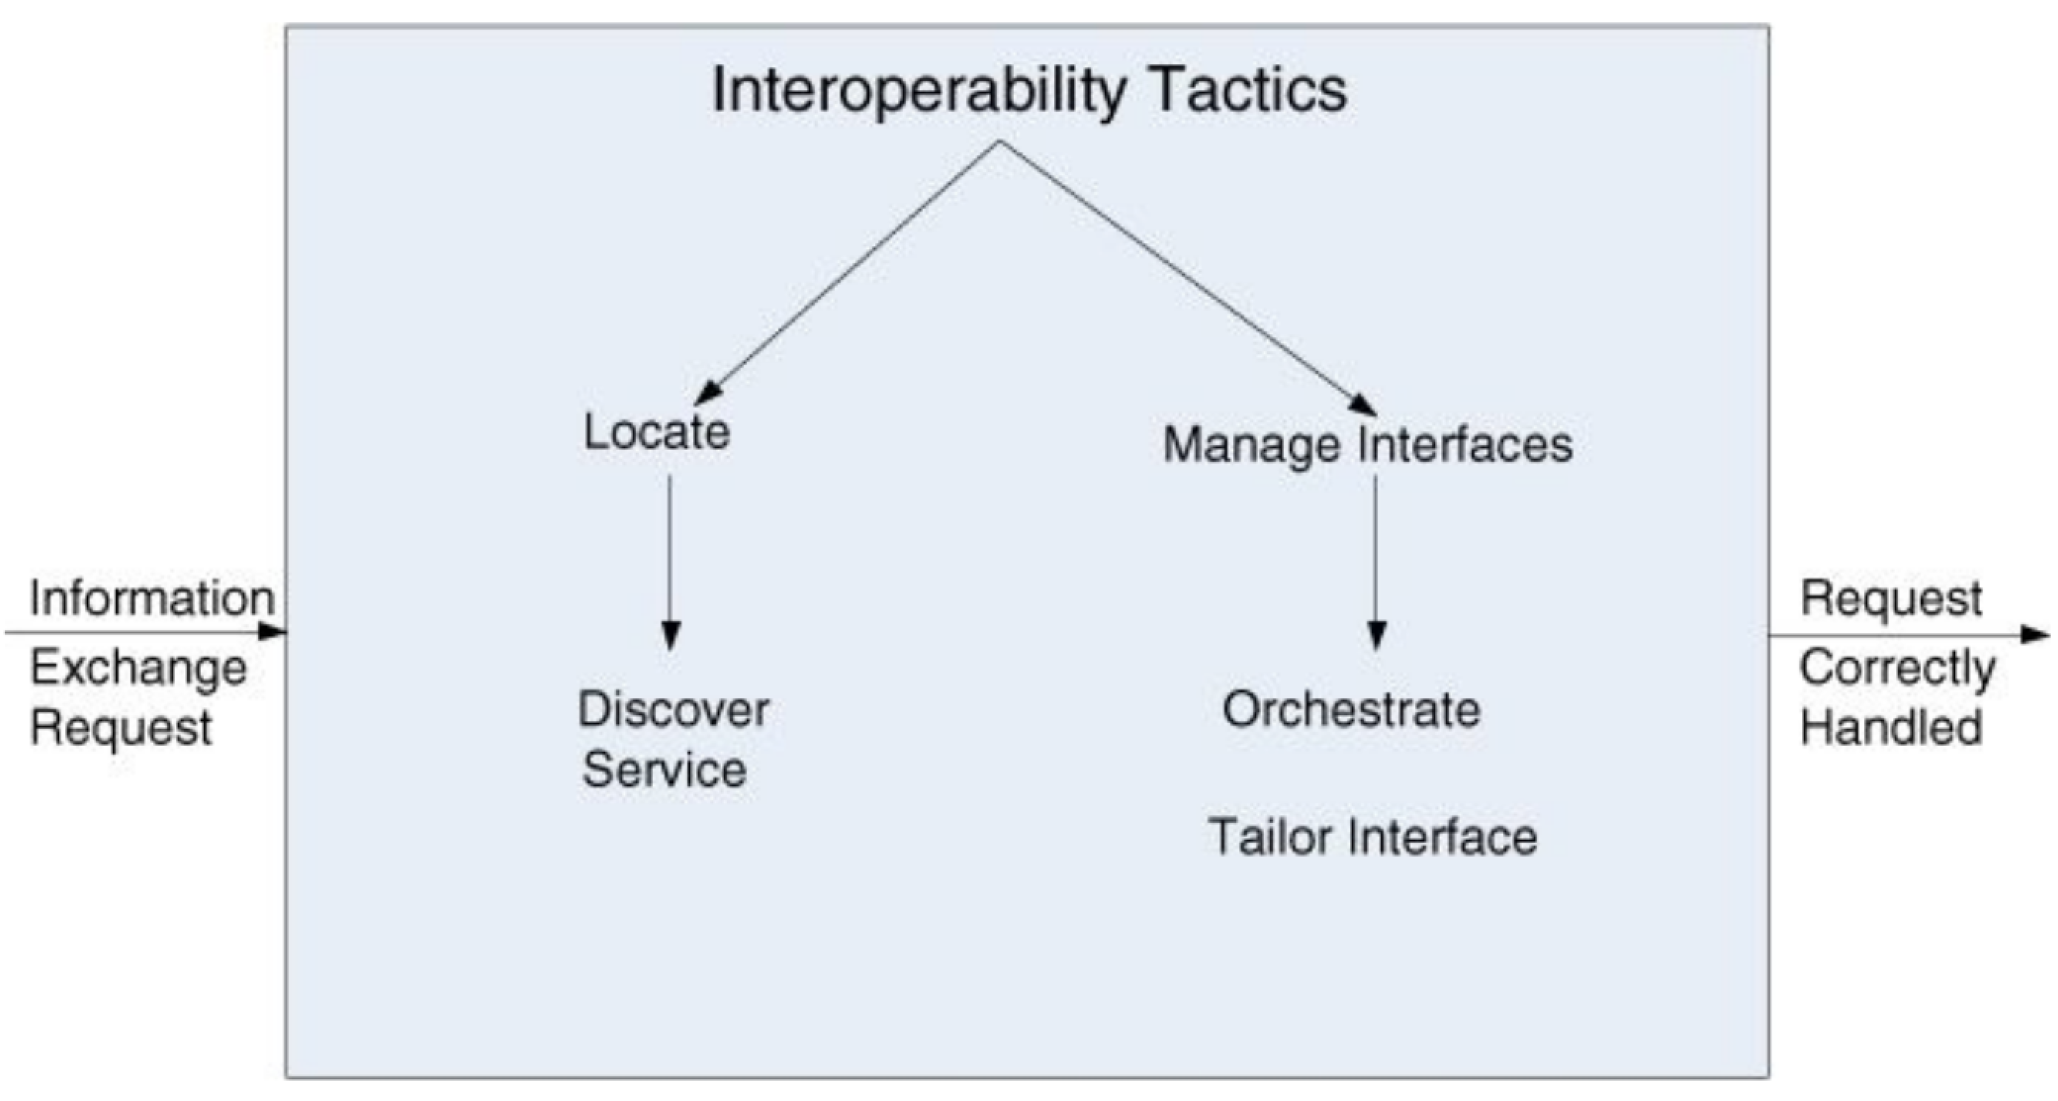 Interoperability Tactics
Locate
Manage Interfaces
Information
Exchange
Request
Discover
Service
Orchestrate
Tailor Interface
Request
Correctly
Handled